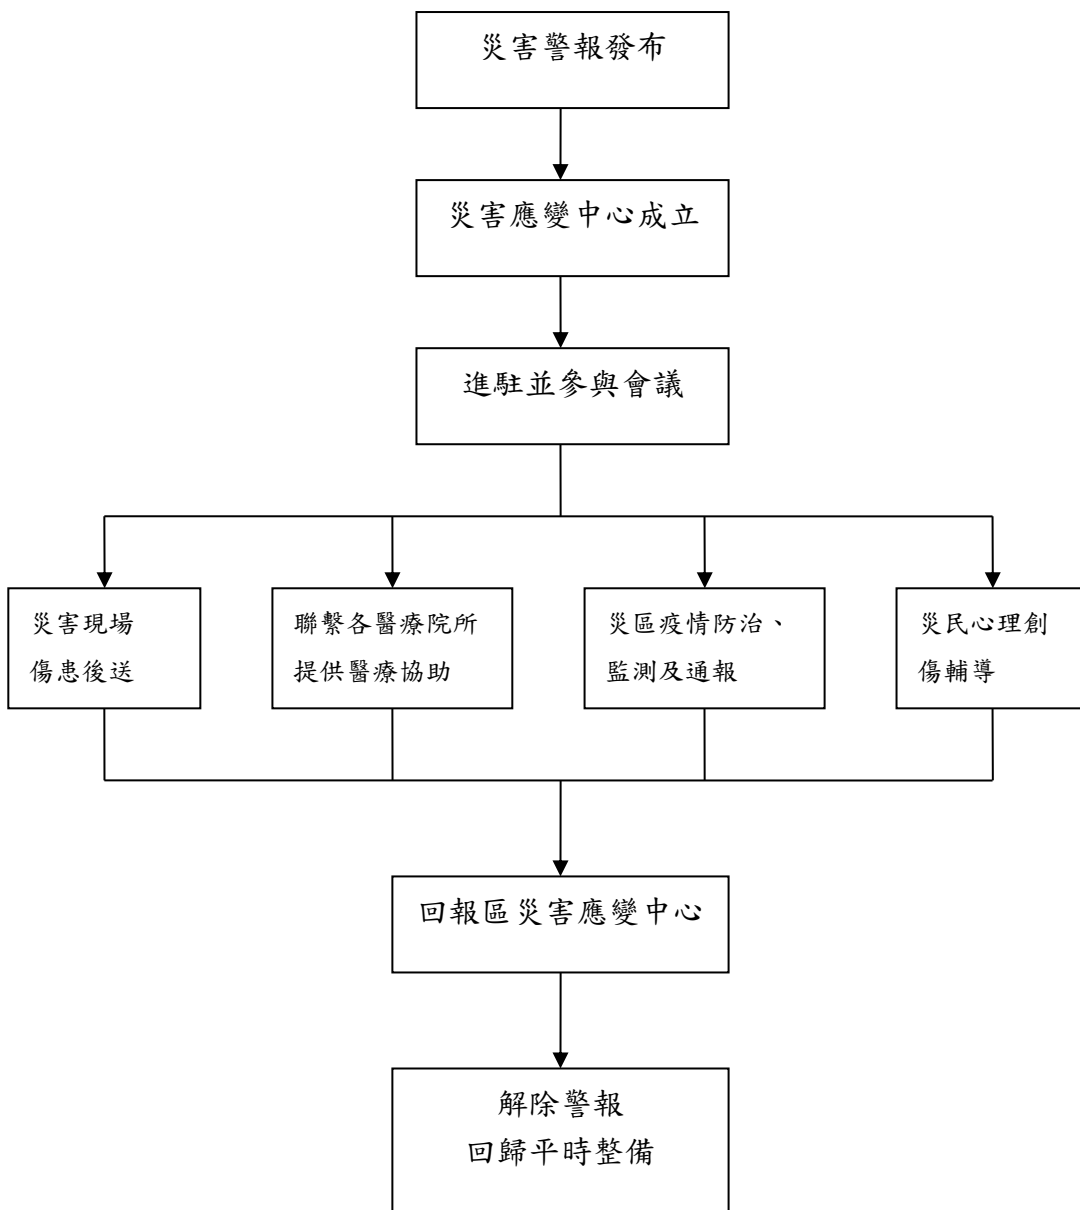 災害警報發布
災害應變中心成立
進駐並參與會議
災害現場
傷患後送
聯繫各醫療院所
提供醫療協助
災區疫情防治、
監測及通報
災民心理創
傷輔導
回報區災害應變中心
解除警報
回歸平時整備